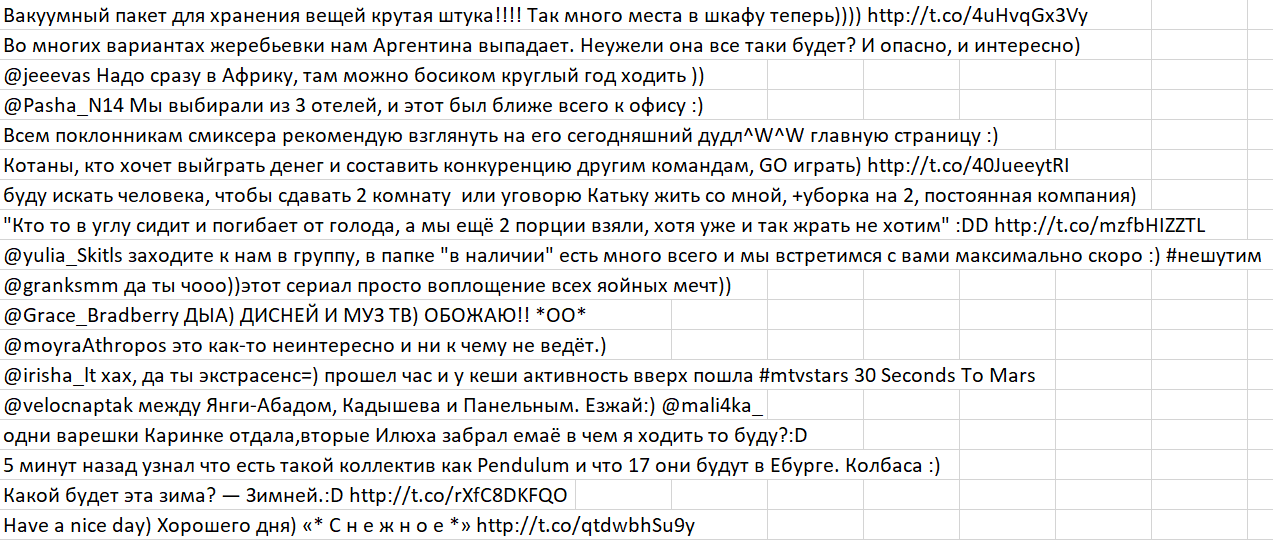 Вакуумный пакет для хранения вещей крутая штука!!!! Так много места в шкафу теперь)))) http://t.co/4uHvqGx3Vy
Во многих вариантах жеребьевки нам Аргентина выпадает. Неужели она все таки будет? И опасно, и интересно)
@jeeevas Надо сразу в Африку, там можно босиком круглый год ходить ))
@Pasha_N14 Мы выбирали из 3 отелей, и этот был ближе всего к офису :)
Всем поклонникам смиксера рекомендую взглянуть на его сегодняшний дудл^W^W главную страницу :)
Котаны, кто хочет выйграть денег и составить конкуренцию другим командам, GO играть) http://t.co/40JueeytRI
буду искать человека, чтобы сдавать 2 комнату  или уговорю Катьку жить со мной, +уборка на 2, постоянная компания)
"Кто то в углу сидит и погибает от голода, а мы ещё 2 порции взяли, хотя уже и так жрать не хотим" :DD http://t.co/mzfbHIZZTL
@yulia_Skitls заходите к нам в группу, в папке "в наличии" есть много всего и мы встретимся с вами максимально скоро :) #нешутим
@granksmm да ты чооо))этот сериал просто воплощение всех яойных мечт))
@Grace_Bradberry ДЫА) ДИСНЕЙ И МУЗ ТВ) ОБОЖАЮ!! *ОО*
@moyraAthropos это как-то неинтересно и ни к чему не ведёт.)
@irisha_lt хах, да ты экстрасенс=) прошел час и у кеши активность вверх пошла #mtvstars 30 Seconds To Mars
@velocnaptak между Янги-Абадом, Кадышева и Панельным. Езжай:) @mali4ka_
одни варешки Каринке отдала,вторые Илюха забрал емаё в чем я ходить то буду?:D
5 минут назад узнал что есть такой коллектив как Pendulum и что 17 они будут в Ебурге. Колбаса :)
Какой будет эта зима? — Зимней.:D http://t.co/rXfC8DKFQO
Have a nice day) Хорошего дня) «* С н е ж н о е *» http://t.co/qtdwbhSu9y